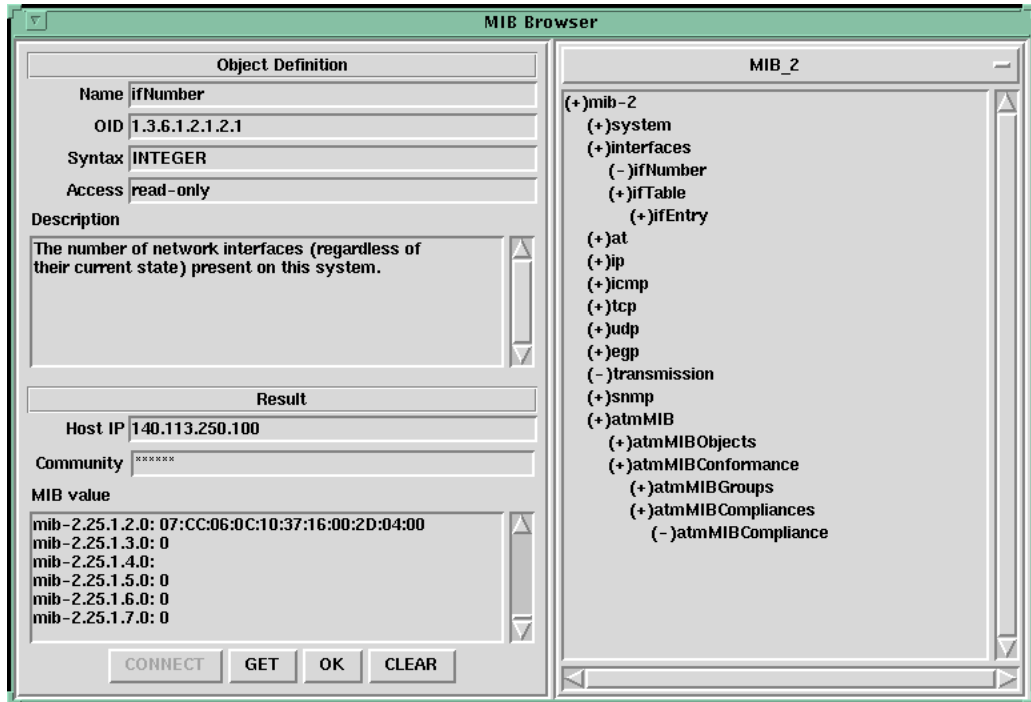 MIB Browser
Object Definition
Name ifNumber
OID 1.3.6.1.2.1.2.1
Syntax INTEGER
Access read-only
Description
The number of network interfaces (regardless of
their current state) present on this system.
Result
Host IP 140.113.250.100
Community ******
MIB value
mib-2.25.1.2.0: 07:CC:06:0C:10:37:16:00:2D:04:00
mib-2.25.1.3.0: 0
mib-2.25.1.4.0:
mib-2.25.1.5.0: 0
mib-2.25.1.6.0: 0
mib-2.25.1.7.0: 0
CONNECT GET OK CLEAR
MIB_2
(+)mib-2
(+)system
(+)interfaces
(-)ifNumber
(+)ifTable
(+)ifEntry
(+)at
(+)ip
(+)icmp
(+)tcp
(+)udp
(+)egp
(-)transmission
(+)snmp
(+)atmMIB
(+)atmMIBObjects
(+)atmMIBConformance
(+)atmMIBGroups
(+)atmMIBCompliances
(-)atmMIBCompliance